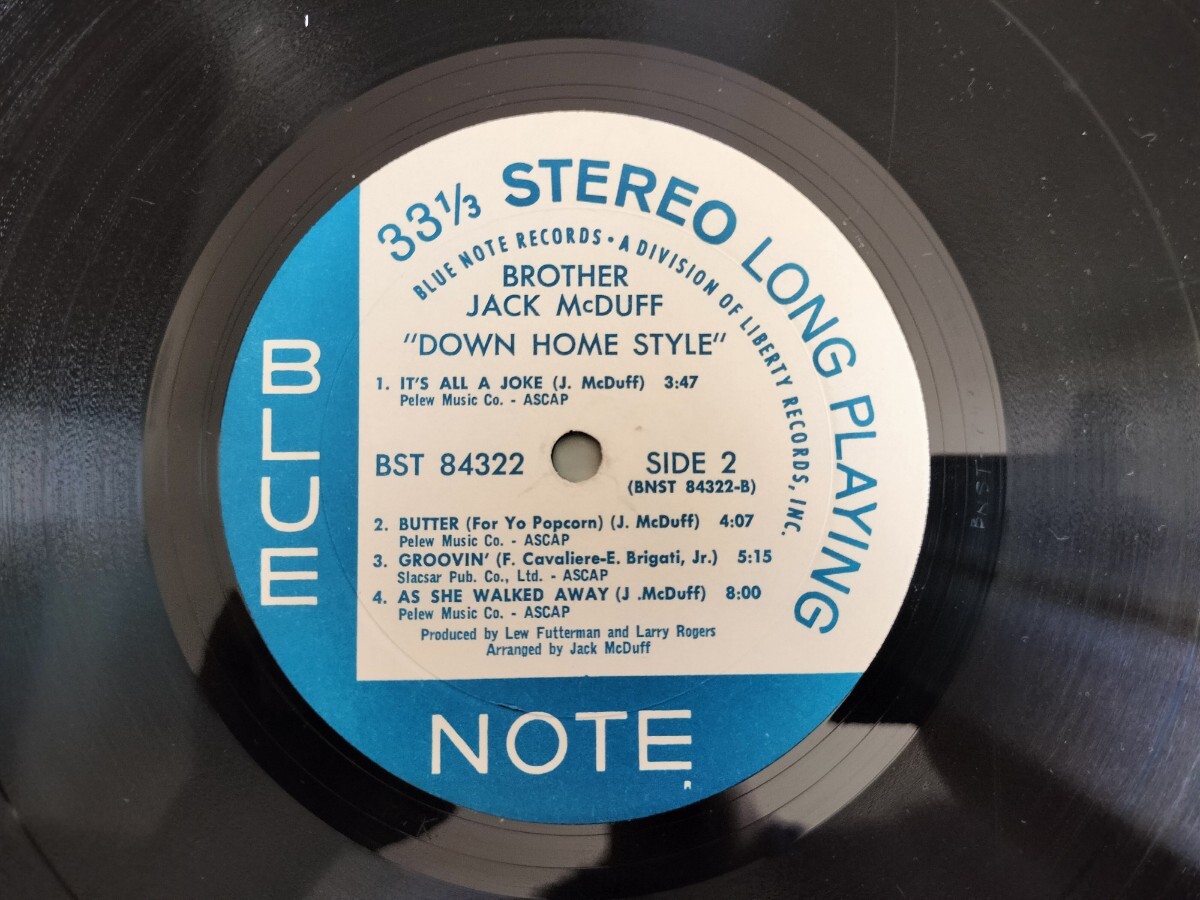 33⅓ STEREO LONG PLAYING
BLUE NOTE RECORDS • A DIVISION OF LIBERTY RECORDS, INC.
BROTHER
JACK McDUFF
"DOWN HOME STYLE"
1. IT'S ALL A JOKE (J. McDuff) 3:47
Pelew Music Co. - ASCAP
BST 84322
SIDE 2
(BNST 84322-B)
2. BUTTER (For Yo Popcorn) (J. McDuff) 4:07
Pelew Music Co. - ASCAP
3. GROOVIN' (F. Cavaliere-E. Brigati, Jr.) 5:15
Slacsar Pub. Co., Ltd. - ASCAP
4. AS SHE WALKED AWAY (J .McDuff) 8:00
Pelew Music Co. - ASCAP
Produced by Lew Futterman and Larry Rogers
Arranged by Jack McDuff
BLUE
NOTE
R
BNST